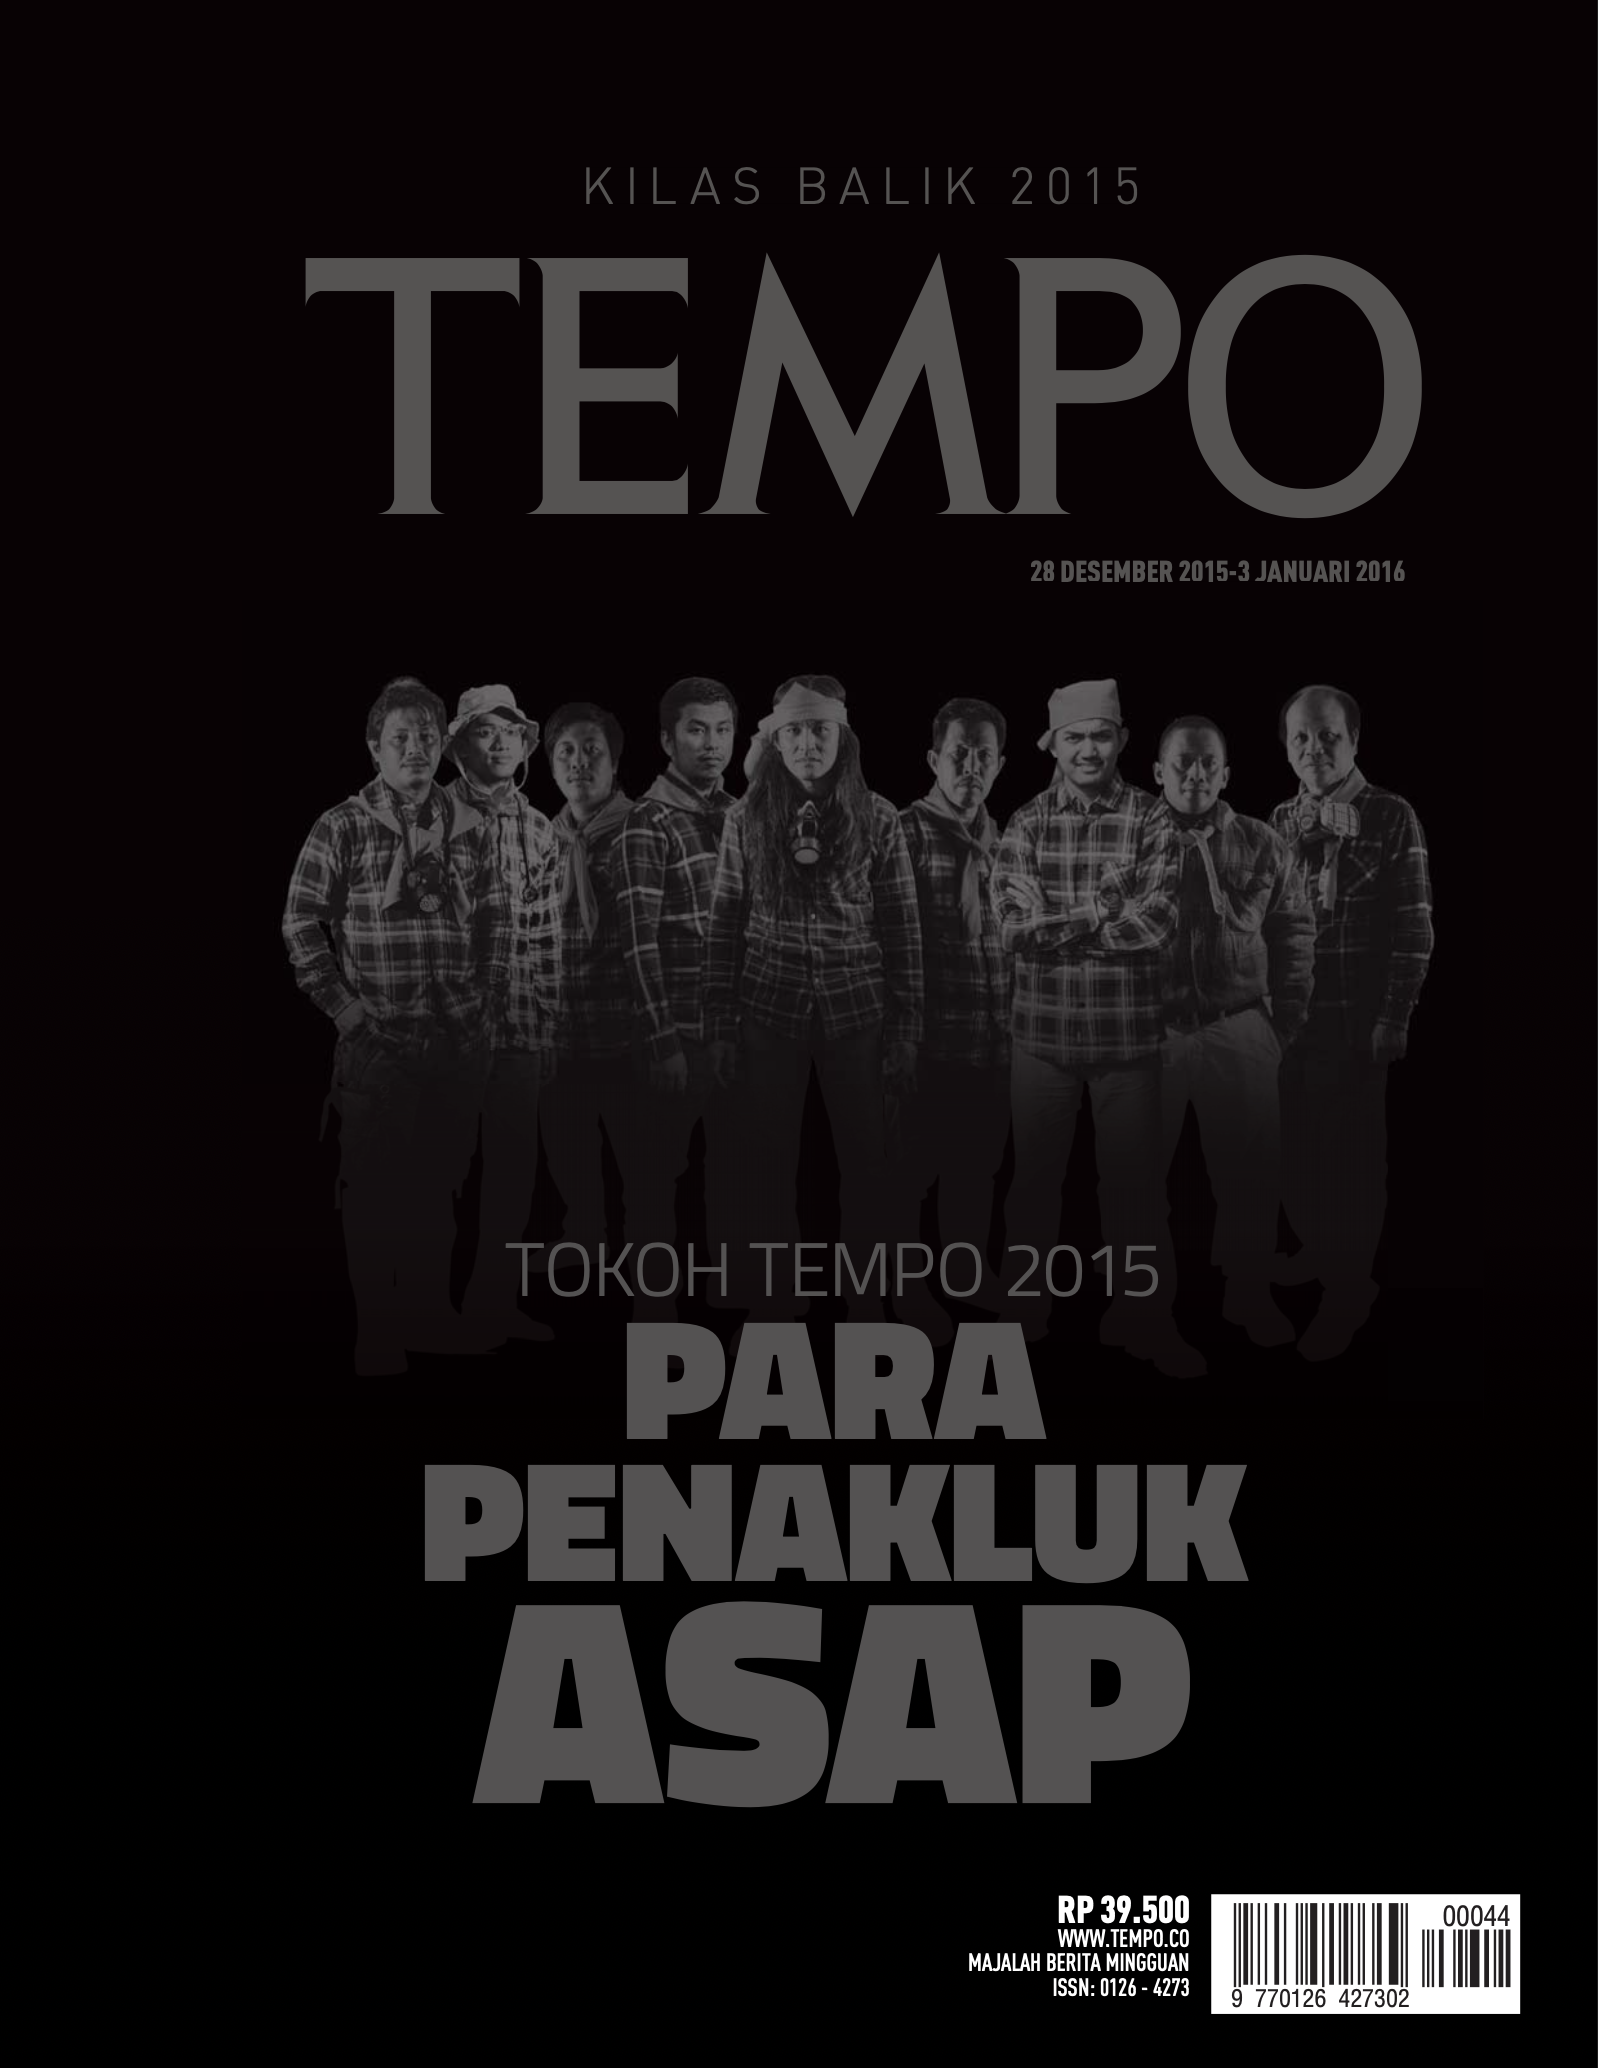 KILAS BALIK 2015
TEMPO
28 DESEMBER 2015-3 JANUARI 2016
TOKOH TEMPO 2015
PARA
PENAKLUK
ASAP
RP 39.500
WWW.TEMPO.CO
MAJALAH BERITA MINGGUAN
ISSN: 0126 - 4273
00044
9 770126 427302